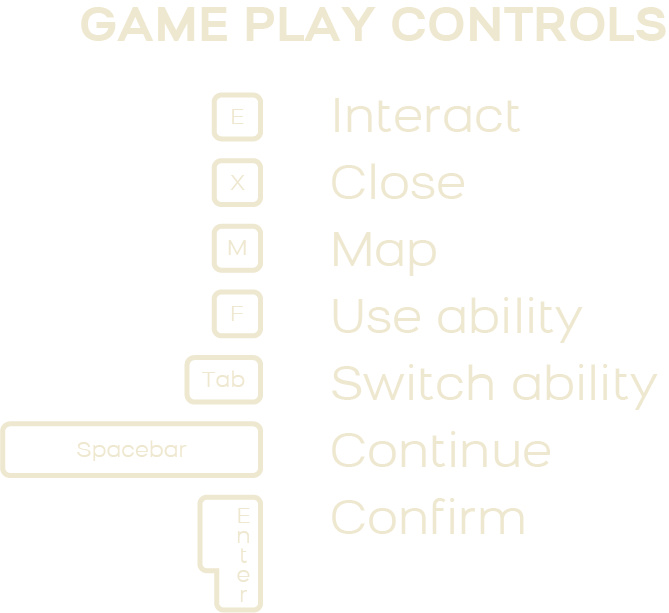 GAME PLAY CONTROLS
E Interact
X Close
M Map
F Use ability
Tab Switch ability
Spacebar Continue
Enter Confirm